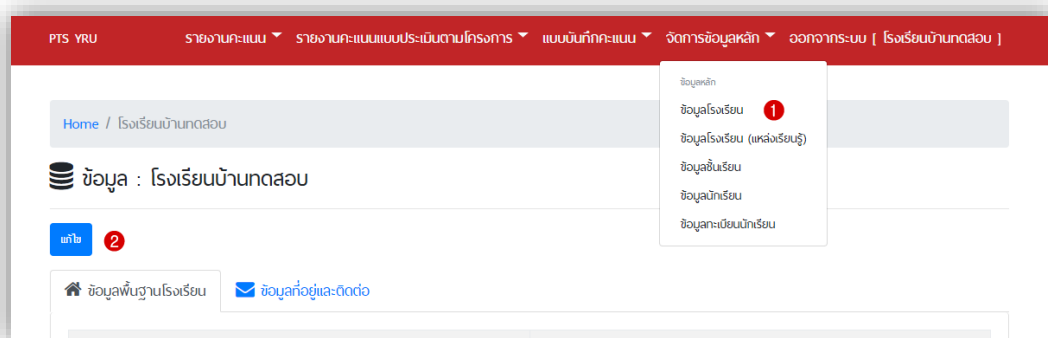 PTS YRU รายงานคะแนน รายงานคะแนนแบบประเมินตามโครงการ แบบบันทึกคะแนน จัดการข้อมูลหลัก ออกจากระบบ [ โรงเรียนบ้านทดสอบ ]
ข้อมูลหลัก
ข้อมูลโรงเรียน 1
ข้อมูลโรงเรียน (แหล่งเรียนรู้)
ข้อมูลชั้นเรียน
ข้อมูลนักเรียน
ข้อมูลทะเบียนนักเรียน
Home / โรงเรียนบ้านทดสอบ
ข้อมูล : โรงเรียนบ้านทดสอบ
แก้ไข 2
ข้อมูลพื้นฐานโรงเรียน ข้อมูลที่อยู่และติดต่อ